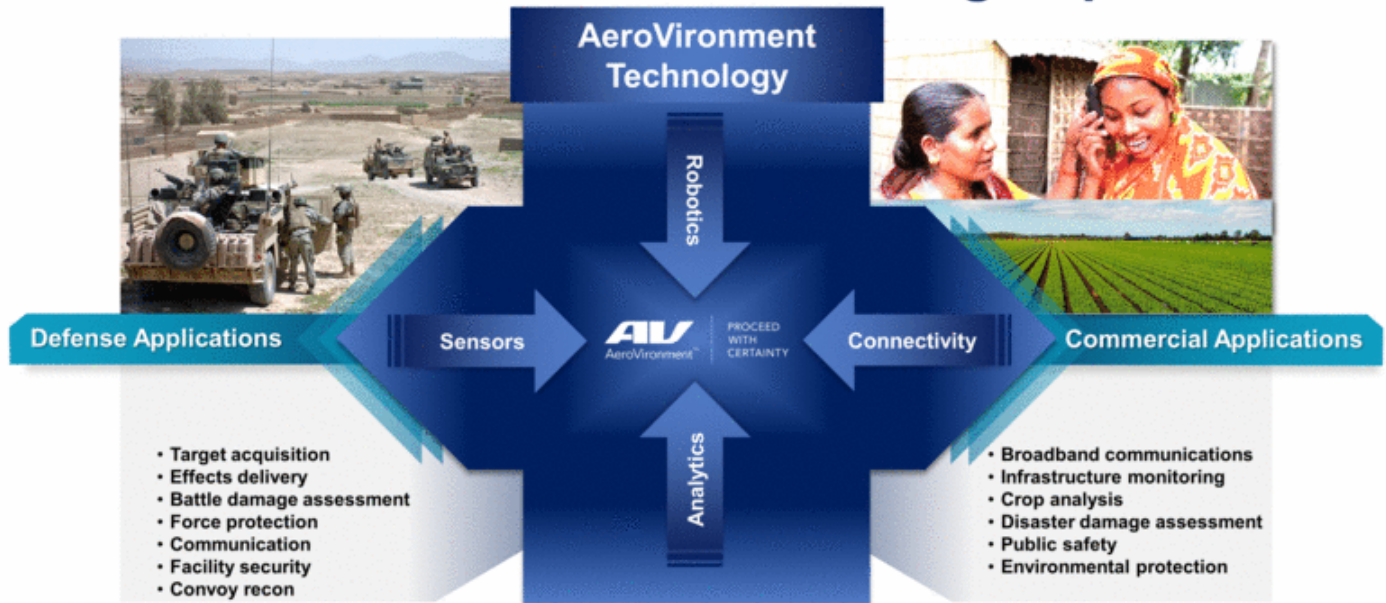 AeroVironment
Technology
Robotics
Defense Applications
Sensors
AV
AeroVironment™
PROCEED
WITH
CERTAINTY
Connectivity
Commercial Applications
Analytics
• Target acquisition
• Effects delivery
• Battle damage assessment
• Force protection
• Communication
• Facility security
• Convoy recon
• Broadband communications
• Infrastructure monitoring
• Crop analysis
• Disaster damage assessment
• Public safety
• Environmental protection